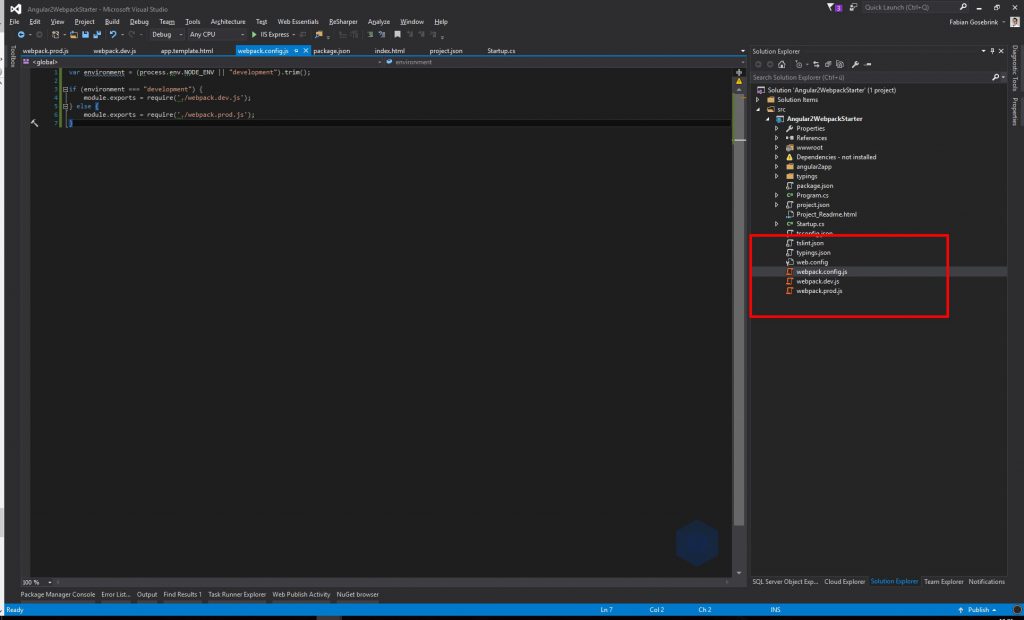 Angular2WebpackStarter - Microsoft Visual Studio
3
Quick Launch (Ctrl+Q)
File Edit View Project Build Debug Team Tools Architecture Test Web Essentials ReSharper Analyze Window Help
Fabian Gosebrink
Debug Any CPU IIS Express
Toolbox
webpack.prod.js webpack.dev.js app.template.html webpack.config.js package.json index.html project.json Startup.cs
<global> environment
1 var environment = (process.env.NODE_ENV || "development").trim();
2
3 if (environment === "development") {
4 module.exports = require('./webpack.dev.js');
5 } else {
6 module.exports = require('./webpack.prod.js');
7 }
Solution Explorer
Search Solution Explorer (Ctrl+ü)
Solution 'Angular2WebpackStarter' (1 project)
Solution Items
src
Angular2WebpackStarter
Properties
References
wwwroot
Dependencies - not installed
angular2app
typings
package.json
C# Program.cs
project.json
Project_Readme.html
C# Startup.cs
tsconfig.json
tslint.json
typings.json
web.config
webpack.config.js
webpack.dev.js
webpack.prod.js
Diagnostic Tools
Properties
100 %
SQL Server Object Exp... Cloud Explorer Solution Explorer Team Explorer Notifications
Package Manager Console Error List... Output Find Results 1 Task Runner Explorer Web Publish Activity NuGet browser
Ready Ln 7 Col 2 Ch 2 INS Publish